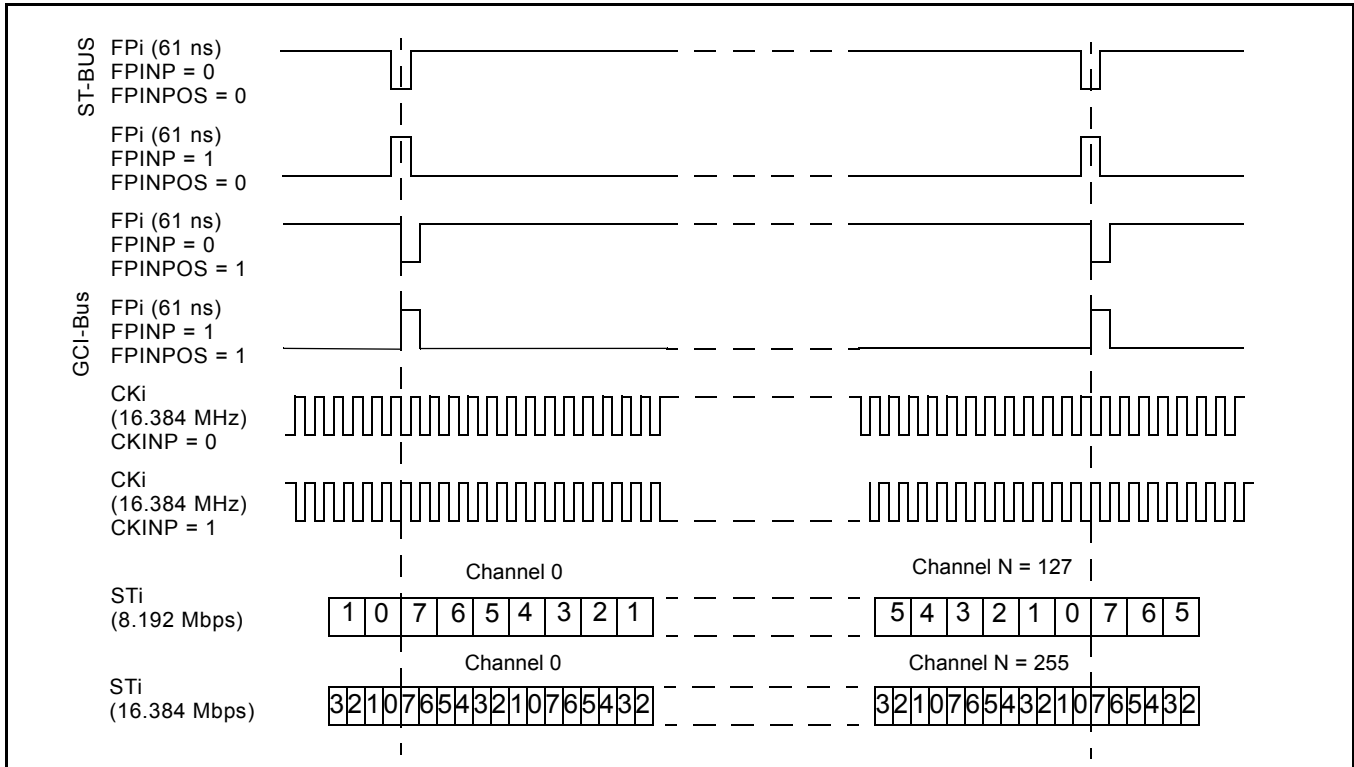 ST-BUS
FPi (61 ns)
FPINP = 0
FPINPOS = 0
FPi (61 ns)
FPINP = 1
FPINPOS = 0
FPi (61 ns)
FPINP = 0
FPINPOS = 1
GCI-Bus
FPi (61 ns)
FPINP = 1
FPINPOS = 1
CKi
(16.384 MHz)
CKINP = 0
CKi
(16.384 MHz)
CKINP = 1
Channel 0
Channel N = 127
STi
(8.192 Mbps)
1 0 7 6 5 4 3 2 1
5 4 3 2 1 0 7 6 5
Channel 0
Channel N = 255
STi
(16.384 Mbps)
3 2 1 0 7 6 5 4 3 2 1 0 7 6 5 4 3 2
3 2 1 0 7 6 5 4 3 2 1 0 7 6 5 4 3 2